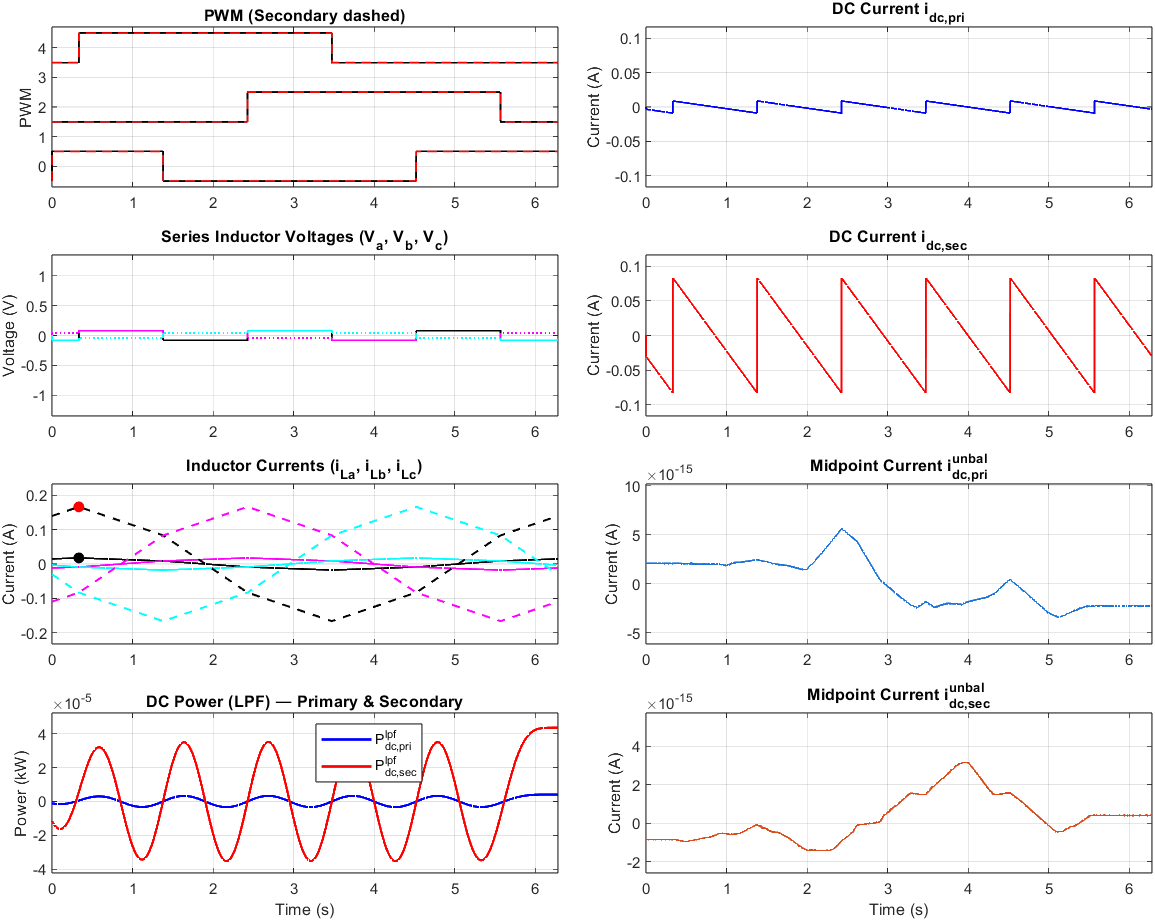 PWM (Secondary dashed)
PWM
4
3
2
1
0
0 1 2 3 4 5 6
DC Current i_dc,pri
Current (A)
0.1
0.05
0
-0.05
-0.1
0 1 2 3 4 5 6
Series Inductor Voltages (V_a, V_b, V_c)
Voltage (V)
1
0.5
0
-0.5
-1
0 1 2 3 4 5 6
DC Current i_dc,sec
Current (A)
0.1
0.05
0
-0.05
-0.1
0 1 2 3 4 5 6
Inductor Currents (i_La, i_Lb, i_Lc)
Current (A)
0.2
0.1
0
-0.1
-0.2
0 1 2 3 4 5 6
Midpoint Current i_dc,pri^unbal
×10^-15
Current (A)
10
5
0
-5
0 1 2 3 4 5 6
DC Power (LPF) — Primary & Secondary
×10^-5
Power (kW)
4
2
0
-2
-4
P_dc,pri^lpf
P_dc,sec^lpf
0 1 2 3 4 5 6
Time (s)
Midpoint Current i_dc,sec^unbal
×10^-15
Current (A)
4
2
0
-2
0 1 2 3 4 5 6
Time (s)